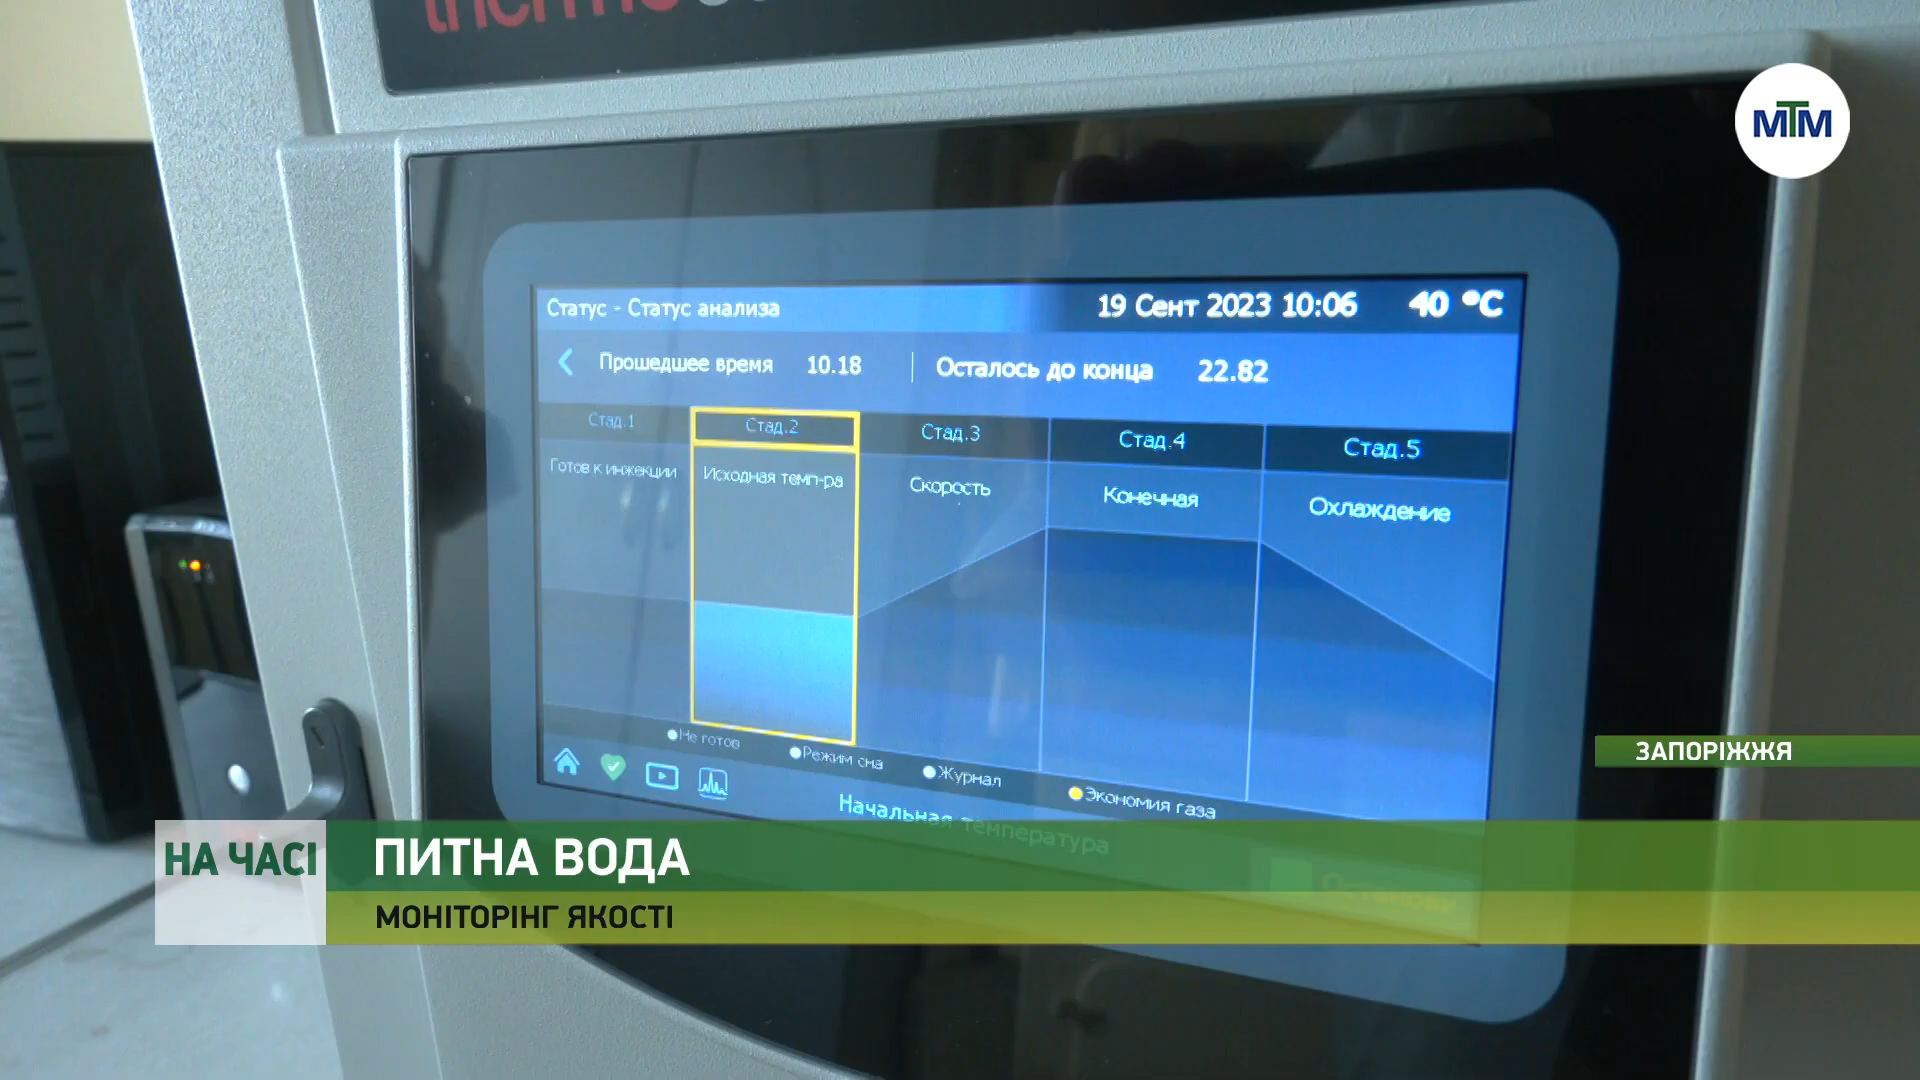 thermo
МТМ
Статус - Статус анализа 19 Сент 2023 10:06 40 °C
Прошедшее время 10.18 Осталось до конца 22.82
Стад.1 Стад.2 Стад.3 Стад.4 Стад.5
Готов к инжекции Исходная темп-ра Скорость Конечная Охлаждение
Не готов Режим сна Журнал Экономия газа
Начальная температура
ЗАПОРІЖЖЯ
НА ЧАСІ
ПИТНА ВОДА
МОНІТОРІНГ ЯКОСТІ